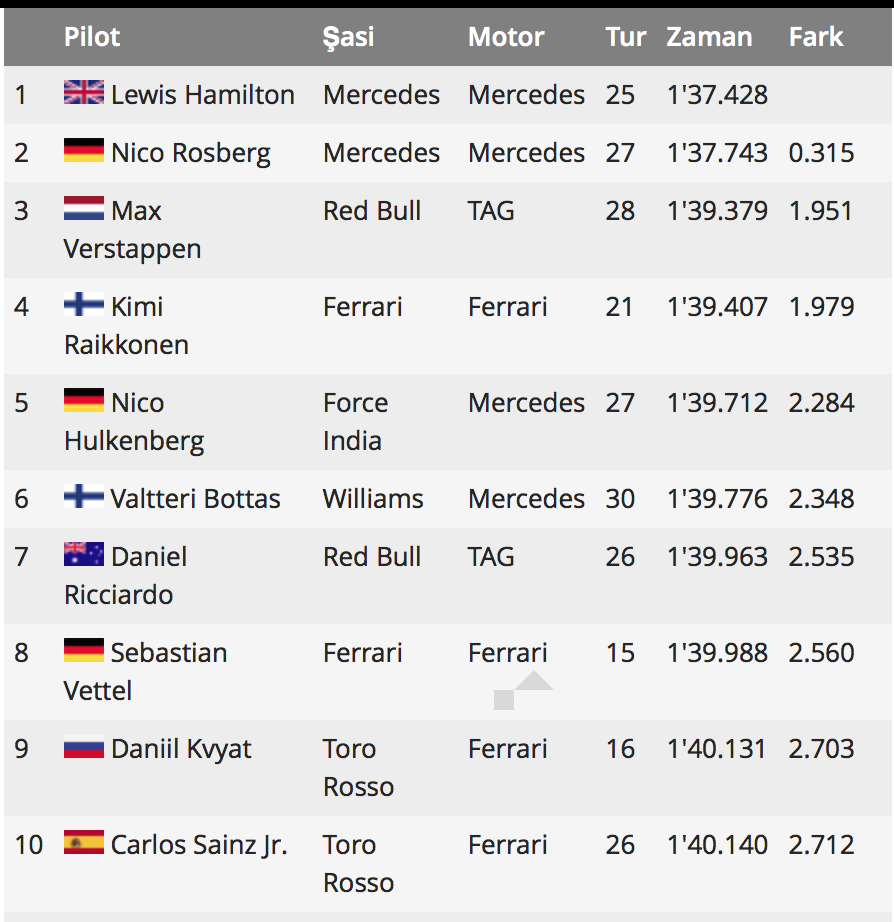 Pilot Şasi Motor Tur Zaman Fark
1 Lewis Hamilton Mercedes Mercedes 25 1'37.428
2 Nico Rosberg Mercedes Mercedes 27 1'37.743 0.315
3 Max Red Bull TAG 28 1'39.379 1.951
Verstappen
4 Kimi Ferrari Ferrari 21 1'39.407 1.979
Raikkonen
5 Nico Force Mercedes 27 1'39.712 2.284
Hulkenberg India
6 Valtteri Bottas Williams Mercedes 30 1'39.776 2.348
7 Daniel Red Bull TAG 26 1'39.963 2.535
Ricciardo
8 Sebastian Ferrari Ferrari 15 1'39.988 2.560
Vettel
9 Daniil Kvyat Toro Ferrari 16 1'40.131 2.703
Rosso
10 Carlos Sainz Jr. Toro Ferrari 26 1'40.140 2.712
Rosso